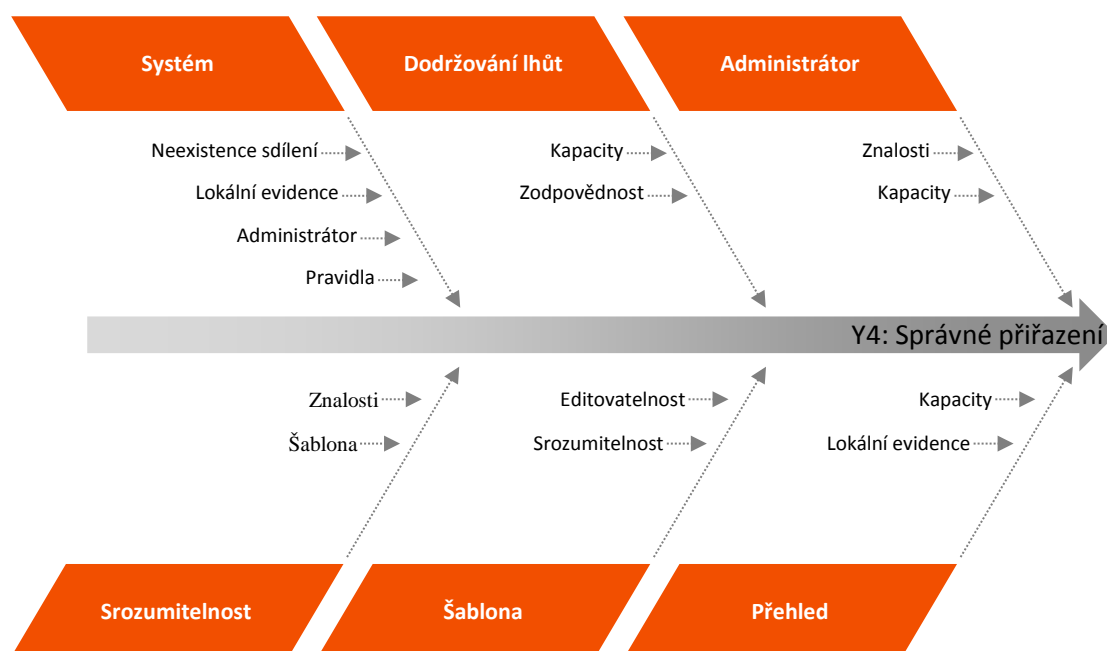 Systém
Dodržování lhůt
Administrátor
Neexistence sdílení
Kapacity
Znalosti
Lokální evidence
Zodpovědnost
Kapacity
Administrátor
Pravidla
Y4: Správné přiřazení
Znalosti
Editovatelnost
Kapacity
Šablona
Srozumitelnost
Lokální evidence
Srozumitelnost
Šablona
Přehled